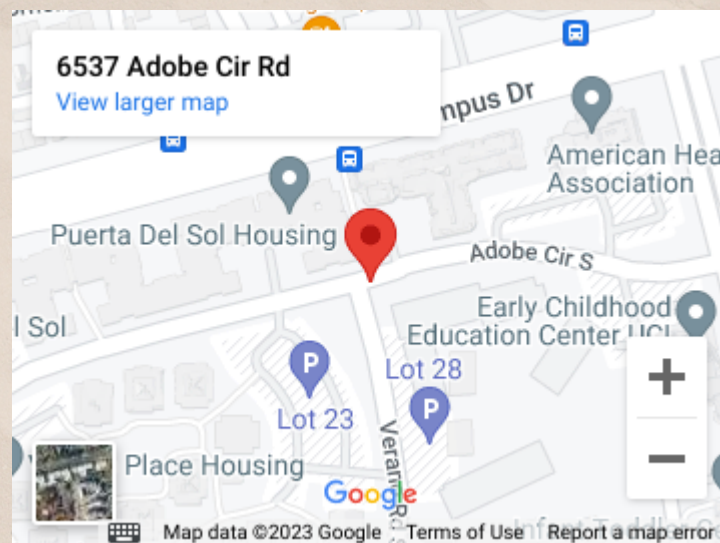 6537 Adobe Cir Rd
View larger map
mpus Dr
American Hea
Association
Puerta Del Sol Housing
Adobe Cir S
l Sol
Early Childhood
Education Center UCI
P
Lot 23
Lot 28
P
Place Housing
Google
+
−
Map data ©2023 Google
Terms of Use
Report a map error